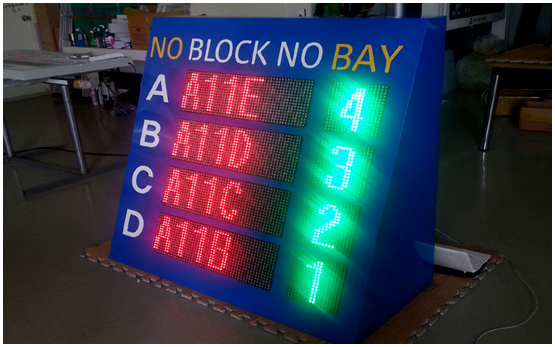 NO BLOCK NO BAY
A A11E 4
B A11D 3
C A11C 2
D A11B 1